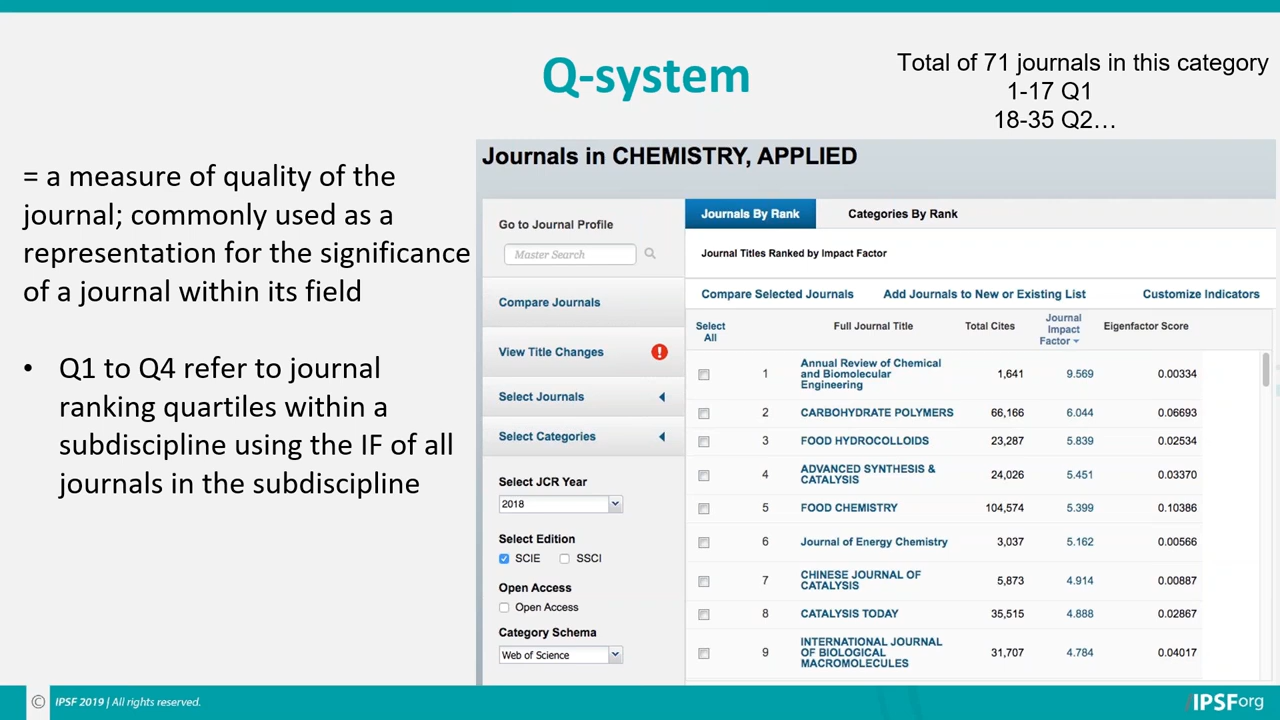 Q-system
Total of 71 journals in this category
1-17 Q1
18-35 Q2…
= a measure of quality of the
journal; commonly used as a
representation for the significance
of a journal within its field
• Q1 to Q4 refer to journal
ranking quartiles within a
subdiscipline using the IF of all
journals in the subdiscipline
Journals in CHEMISTRY, APPLIED
Go to Journal Profile
Master Search
Compare Journals
View Title Changes
Select Journals
Select Categories
Select JCR Year
2018
Select Edition
SCIE SSCI
Open Access
Open Access
Category Schema
Web of Science
Journals By Rank Categories By Rank
Journal Titles Ranked by Impact Factor
Compare Selected Journals Add Journals to New or Existing List Customize Indicators
Select
All
Full Journal Title
Total Cites
Journal
Impact
Factor
Eigenfactor Score
1 Annual Review of Chemical
and Biomolecular
Engineering
1,641 9.569 0.00334
2 CARBOHYDRATE POLYMERS 66,166 6.044 0.06693
3 FOOD HYDROCOLLOIDS 23,287 5.839 0.02534
4 ADVANCED SYNTHESIS &
CATALYSIS
24,026 5.451 0.03370
5 FOOD CHEMISTRY 104,574 5.399 0.10386
6 Journal of Energy Chemistry 3,037 5.162 0.00566
7 CHINESE JOURNAL OF
CATALYSIS
5,873 4.914 0.00887
8 CATALYSIS TODAY 35,515 4.888 0.02867
9 INTERNATIONAL JOURNAL
OF BIOLOGICAL
MACROMOLECULES
31,707 4.784 0.04017
© IPSF 2019 | All rights reserved.
/IPSForg